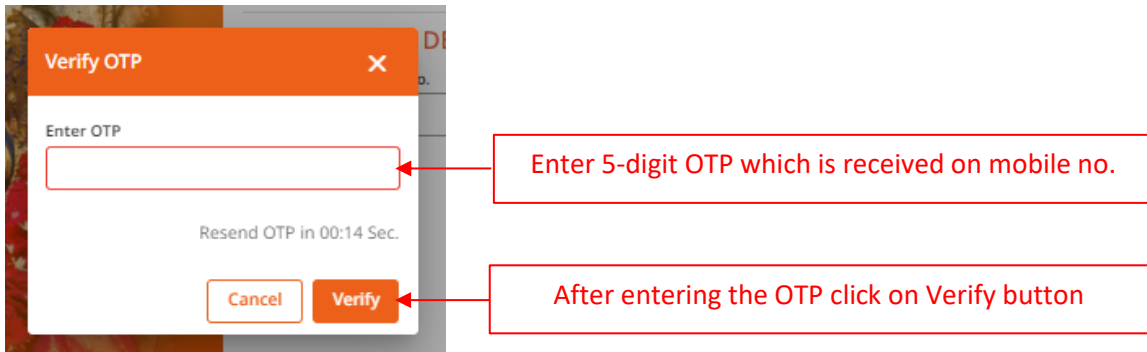 DE
Verify OTP
o.
Enter OTP
Enter 5-digit OTP which is received on mobile no.
Resend OTP in 00:14 Sec.
Cancel Verify
After entering the OTP click on Verify button